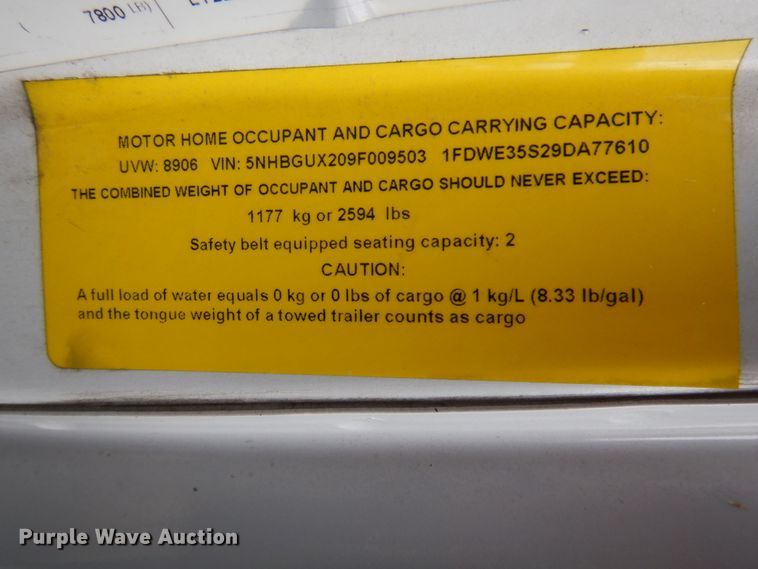 7800
MOTOR HOME OCCUPANT AND CARGO CARRYING CAPACITY:
UVW: 8906 VIN: 5NHBGUX209F009503 1FDWE35S29DA77610
THE COMBINED WEIGHT OF OCCUPANT AND CARGO SHOULD NEVER EXCEED:
1177 kg or 2594 lbs
Safety belt equipped seating capacity: 2
CAUTION:
A full load of water equals 0 kg or 0 lbs of cargo @ 1 kg/L (8.33 lb/gal)
and the tongue weight of a towed trailer counts as cargo
Purple Wave Auction